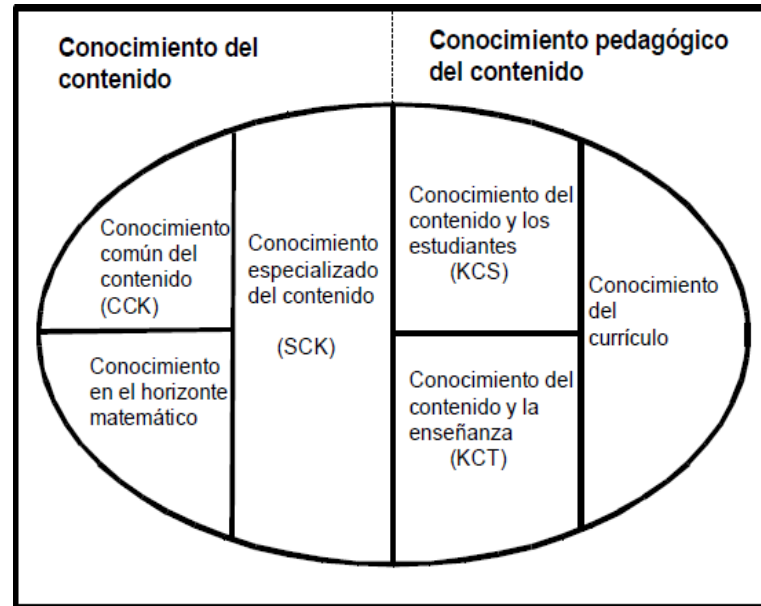 Conocimiento del
contenido
Conocimiento pedagógico
del contenido
Conocimiento
común del
contenido
(CCK)
Conocimiento
en el horizonte
matemático
Conocimiento
especializado
del contenido
(SCK)
Conocimiento del
contenido y los
estudiantes
(KCS)
Conocimiento del
contenido y la
enseñanza
(KCT)
Conocimiento
del
currículo